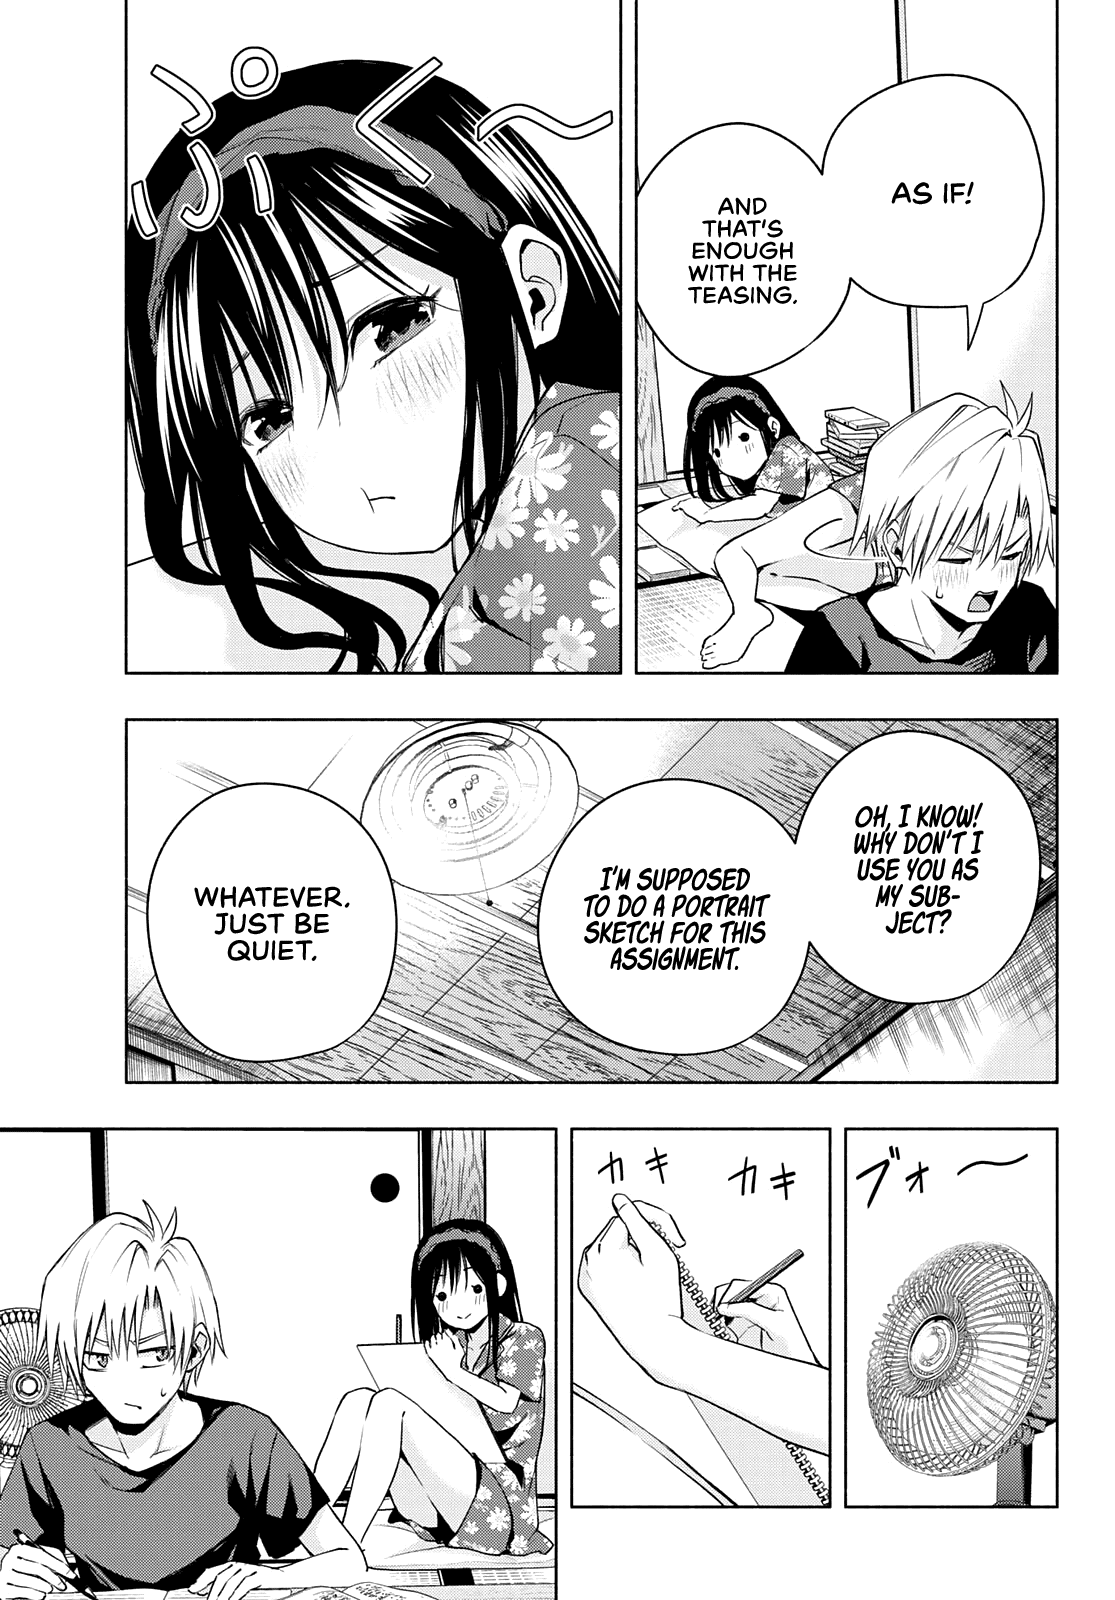 AS IF!
AND
THAT'S
ENOUGH
WITH THE
TEASING.
ぷく〜
OH, I KNOW!
WHY DON'T I
USE YOU AS
MY SUB-
JECT?
I'M SUPPOSED
TO DO A PORTRAIT
SKETCH FOR THIS
ASSIGNMENT.
WHATEVER.
JUST BE
QUIET.
ブォ〜
カキ
カキ